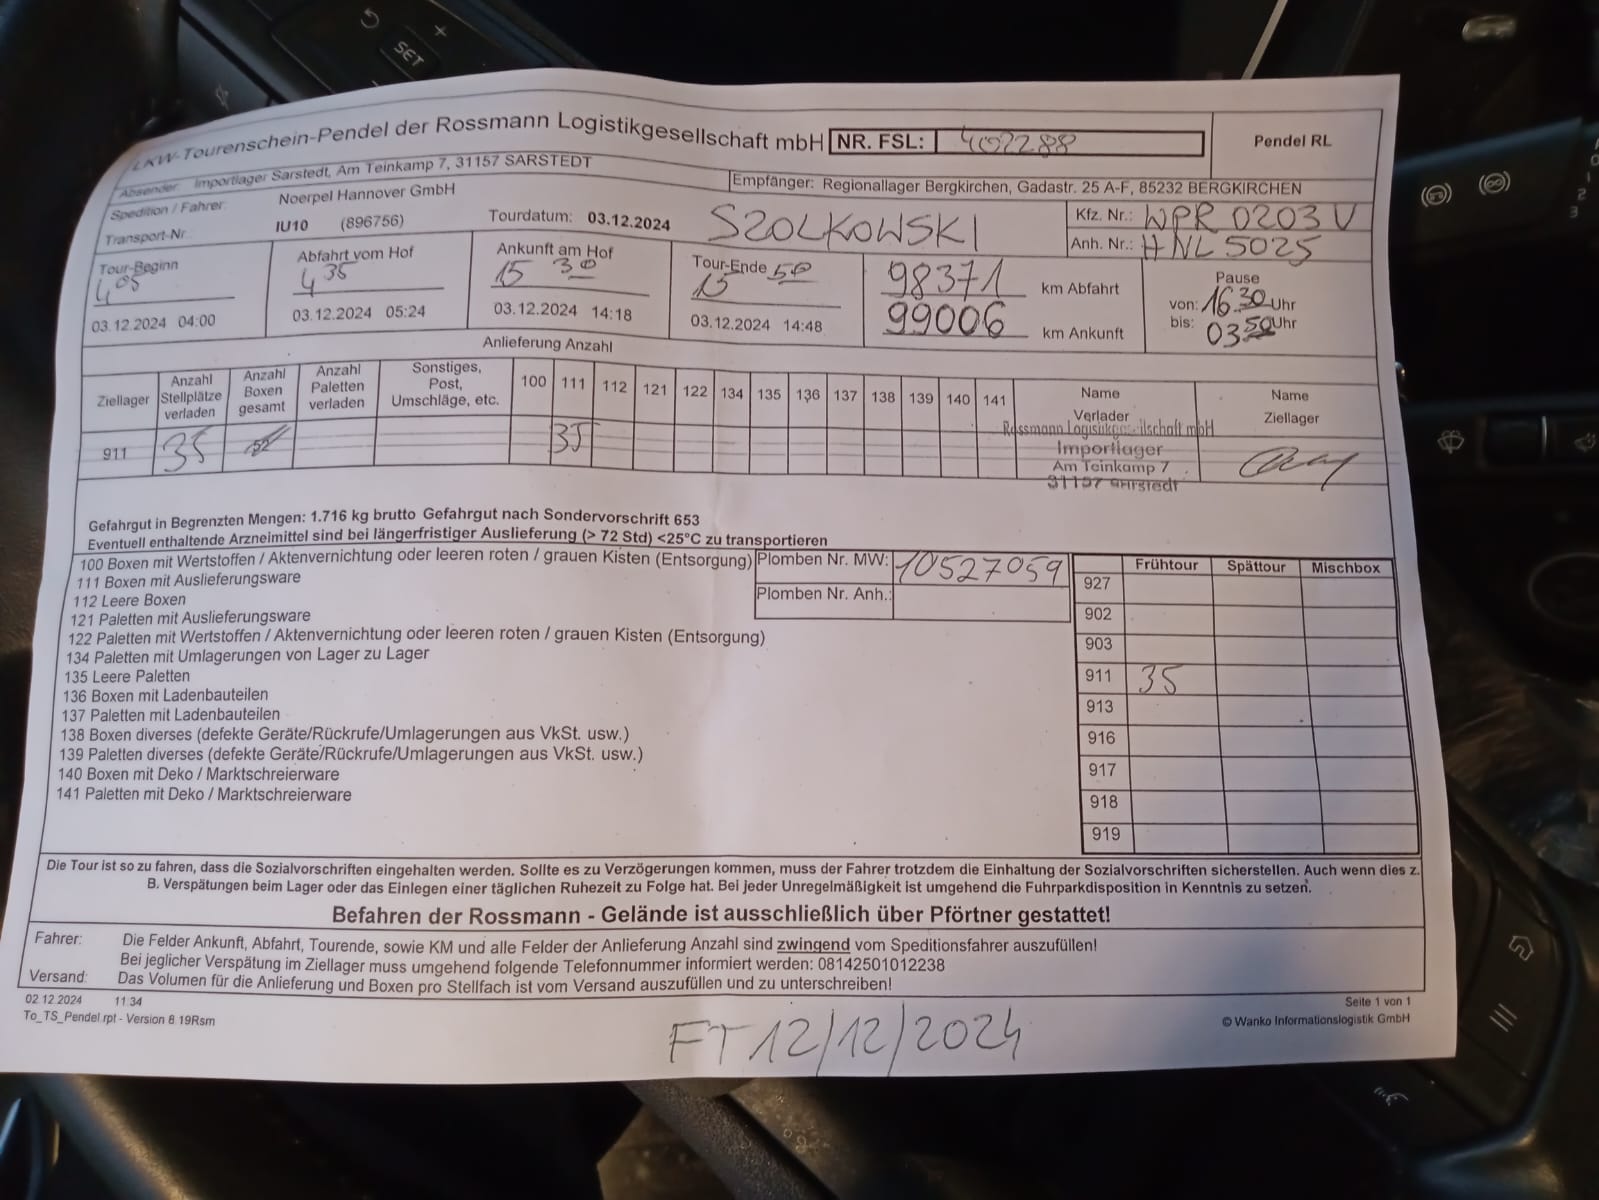 SET
LKW-Tourenschein-Pendel der Rossmann Logistikgesellschaft mbH NR. FSL: 402288 Pendel RL
Absender: Importlager Sarstedt, Am Teinkamp 7, 31157 SARSTEDT
Empfänger: Regionallager Bergkirchen, Gadastr. 25 A-F, 85232 BERGKIRCHEN
Spedition / Fahrer: Noerpel Hannover GmbH
Transport-Nr.: IU10 (896756) Tourdatum: 03.12.2024 SZOLKOWSKI
Kfz. Nr.: WPR 0203V
Anh. Nr.: HNL 5025
Tour-Beginn Abfahrt vom Hof Ankunft am Hof Tour-Ende
4 05 4 35 15 30 15 50
03.12.2024 04:00 03.12.2024 05:24 03.12.2024 14:18 03.12.2024 14:48
98371 km Abfahrt
99006 km Ankunft
Pause
von: 16 30 Uhr
bis: 03 50 Uhr
Anlieferung Anzahl
Ziellager Anzahl Stellplätze verladen Anzahl Boxen gesamt Anzahl Paletten verladen Sonstiges, Post, Umschläge, etc. 100 111 112 121 122 134 135 136 137 138 139 140 141 Name Verlader Name Ziellager
911 35 35
Rossmann Logistikgesellschaft mbH
Importlager
Am Teinkamp 7
31157 Sarstedt
Gefahrgut in Begrenzten Mengen: 1.716 kg brutto Gefahrgut nach Sondervorschrift 653
Eventuell enthaltende Arzneimittel sind bei längerfristiger Auslieferung (> 72 Std) <25°C zu transportieren
100 Boxen mit Wertstoffen / Aktenvernichtung oder leeren roten / grauen Kisten (Entsorgung)
111 Boxen mit Auslieferungsware
112 Leere Boxen
121 Paletten mit Auslieferungsware
122 Paletten mit Wertstoffen / Aktenvernichtung oder leeren roten / grauen Kisten (Entsorgung)
134 Paletten mit Umlagerungen von Lager zu Lager
135 Leere Paletten
136 Boxen mit Ladenbauteilen
137 Paletten mit Ladenbauteilen
138 Boxen diverses (defekte Geräte/Rückrufe/Umlagerungen aus VkSt. usw.)
139 Paletten diverses (defekte Geräte/Rückrufe/Umlagerungen aus VkSt. usw.)
140 Boxen mit Deko / Marktschreierware
141 Paletten mit Deko / Marktschreierware
Plomben Nr. MW: 10527059
Plomben Nr. Anh.:
Frühtour Spättour Mischbox
927
902
903
911 35
913
916
917
918
919
Die Tour ist so zu fahren, dass die Sozialvorschriften eingehalten werden. Sollte es zu Verzögerungen kommen, muss der Fahrer trotzdem die Einhaltung der Sozialvorschriften sicherstellen. Auch wenn dies z.
B. Verspätungen beim Lager oder das Einlegen einer täglichen Ruhezeit zu Folge hat. Bei jeder Unregelmäßigkeit ist umgehend die Fuhrparkdisposition in Kenntnis zu setzen.
Befahren der Rossmann - Gelände ist ausschließlich über Pförtner gestattet!
Fahrer: Die Felder Ankunft, Abfahrt, Tourende, sowie KM und alle Felder der Anlieferung Anzahl sind zwingend vom Speditionsfahrer auszufüllen!
Bei jeglicher Verspätung im Ziellager muss umgehend folgende Telefonnummer informiert werden: 08142501012238
Versand: Das Volumen für die Anlieferung und Boxen pro Stellfach ist vom Versand auszufüllen und zu unterschreiben!
02.12.2024 11:34
To_TS_Pendel.rpt - Version 8.19Rsm
Seite 1 von 1
© Wanko Informationslogistik GmbH
FT 12/12/2024